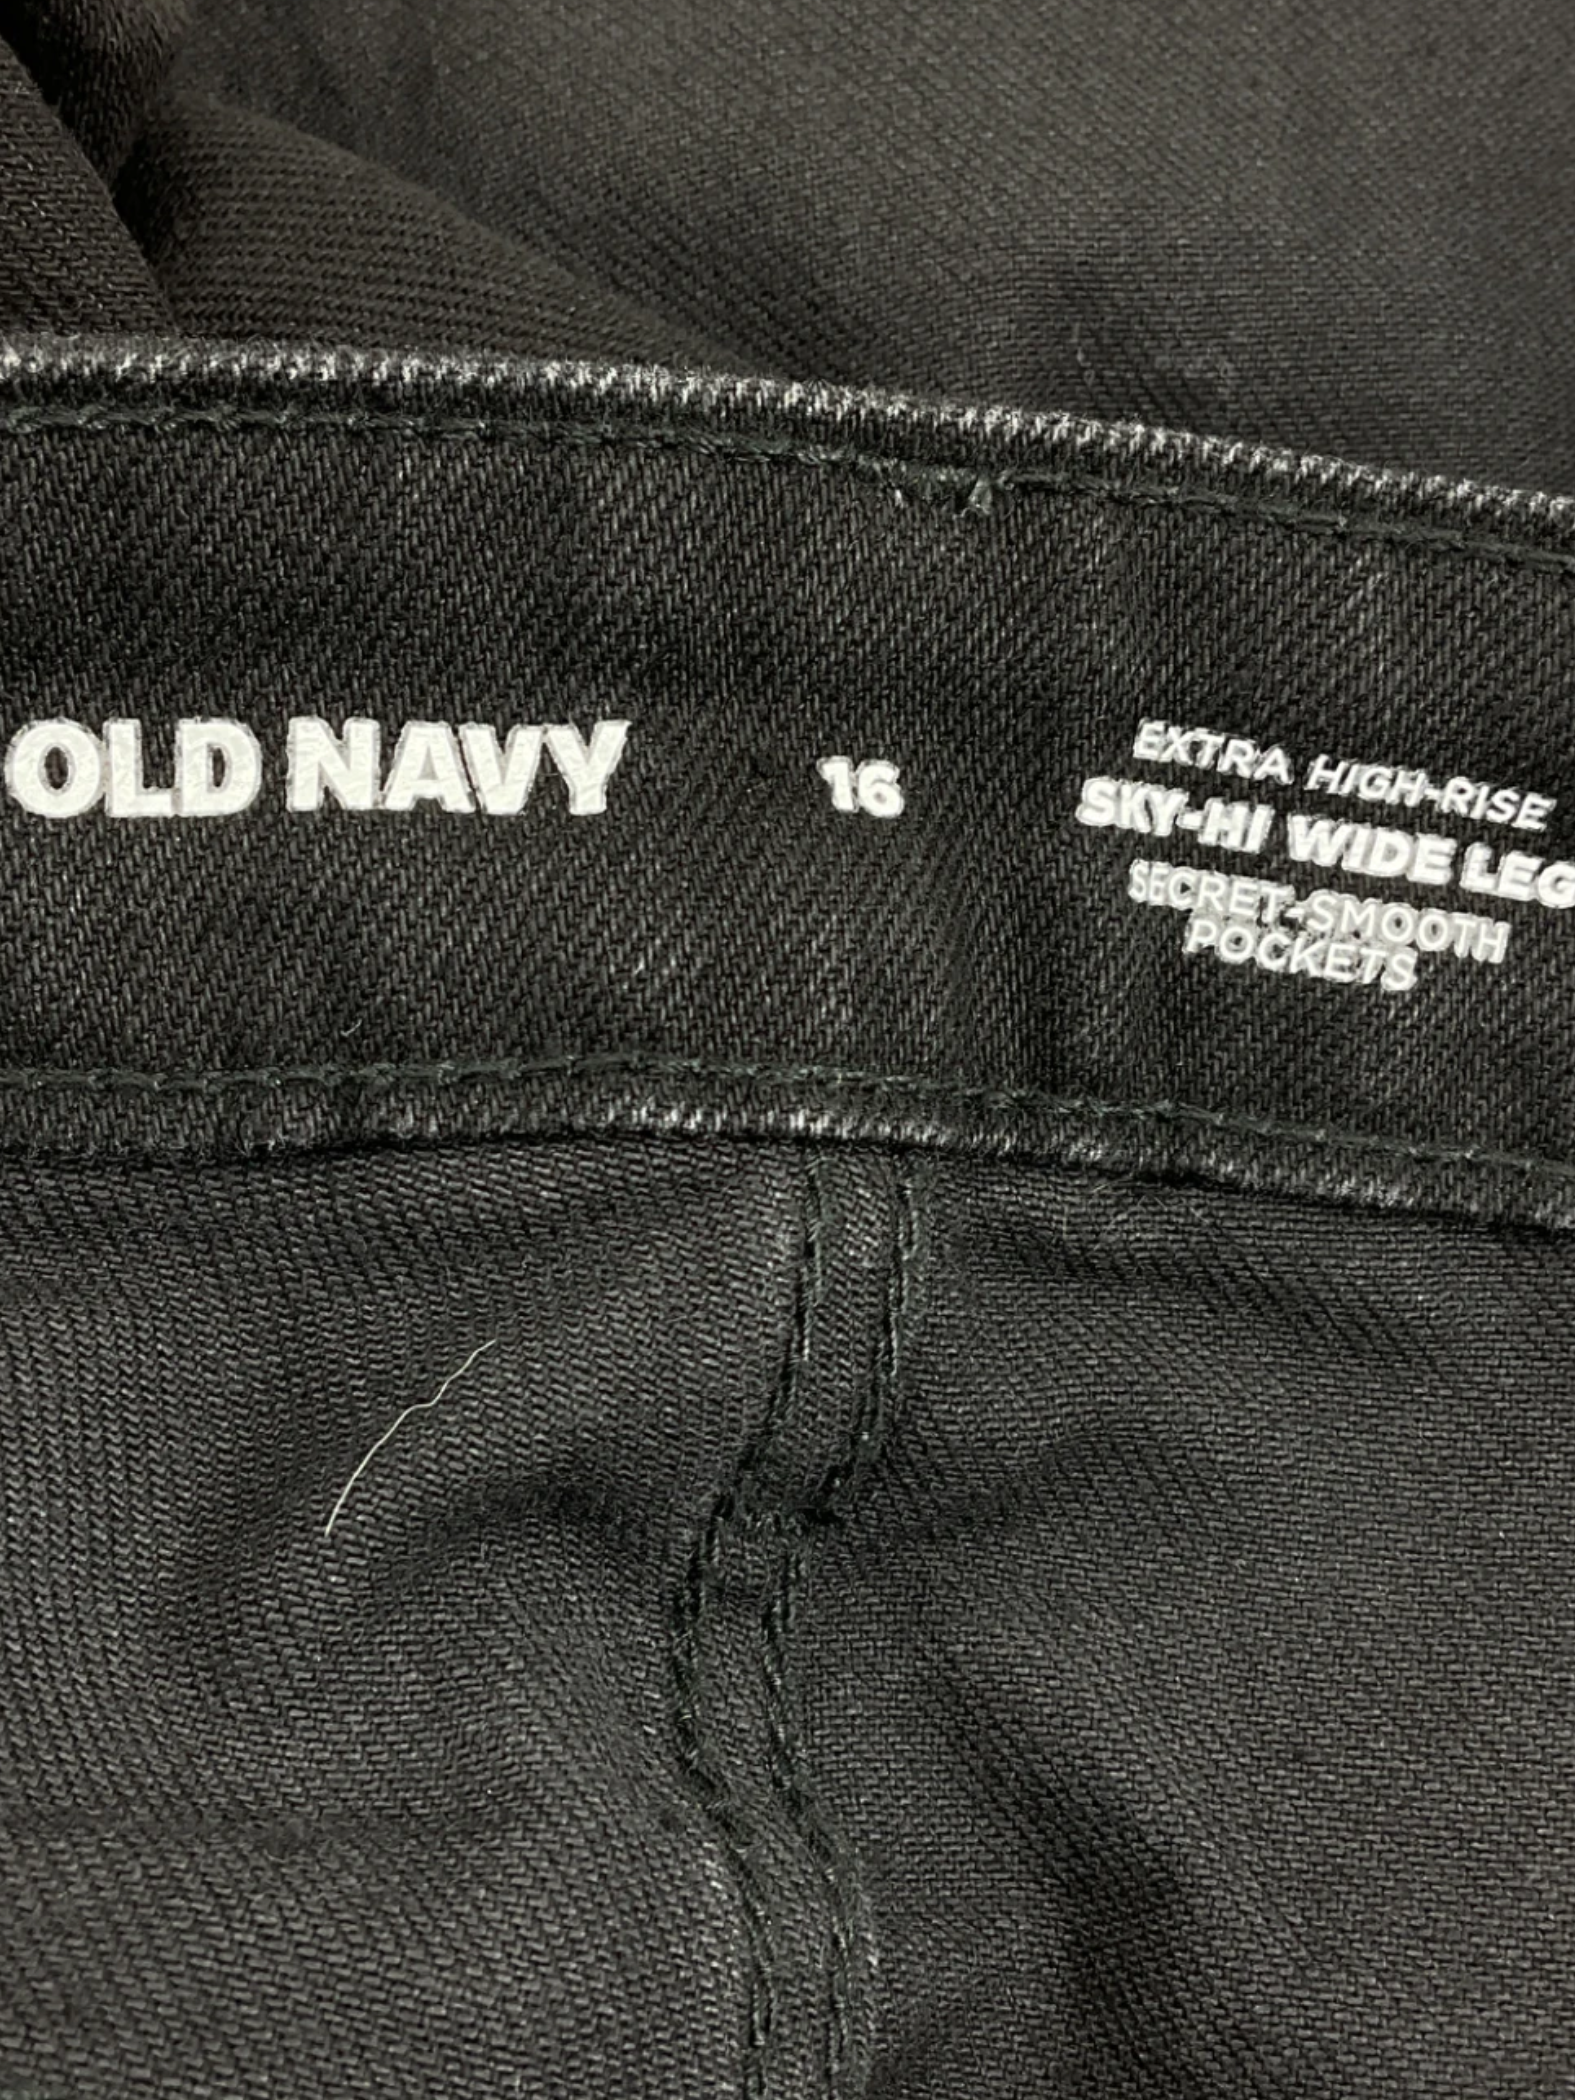 OLD NAVY
16
EXTRA HIGH-RISE
SKY-HI WIDE LEG
SECRET-SMOOTH
POCKETS